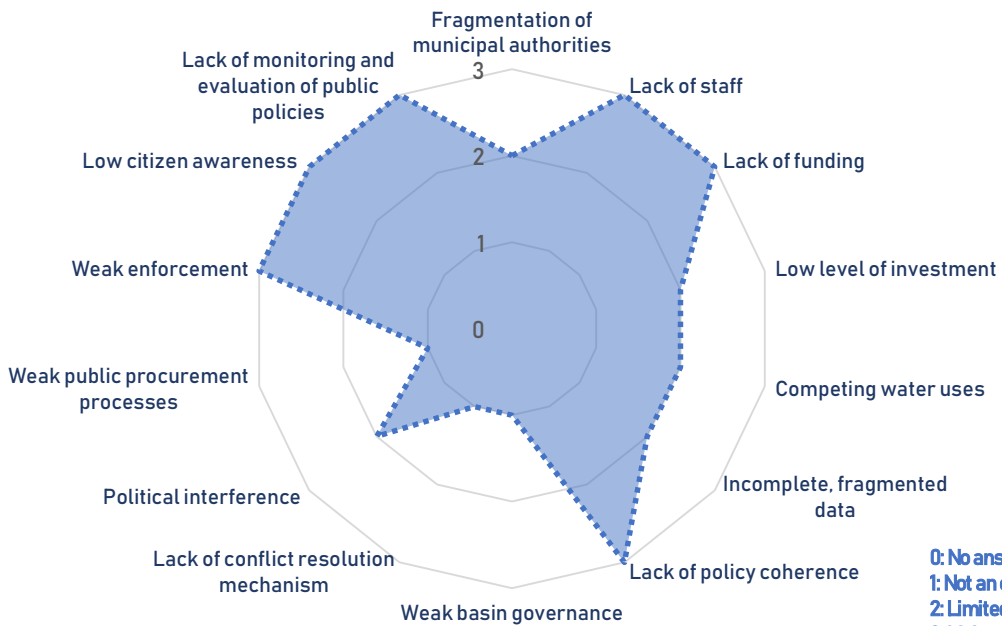 Fragmentation of
municipal authorities
Lack of monitoring and
evaluation of public
policies
3
Lack of staff
Low citizen awareness
2
Lack of funding
1
Weak enforcement
Low level of investment
0
Weak public procurement
processes
Competing water uses
Political interference
Incomplete, fragmented
data
Lack of conflict resolution
mechanism
Lack of policy coherence
Weak basin governance
0: No
1: Not an
2: Limited